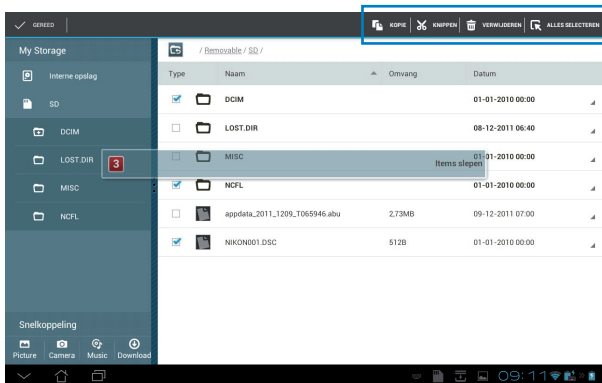 GEREED KOPIE KNIPPEN VERWIJDEREN ALLES SELECTEREN
My Storage / Removable / SD /
Interne opslag Type Naam Omvang Datum
SD DCIM 01-01-2010 00:00
DCIM LOST.DIR 08-12-2011 06:40
LOST.DIR MISC 01-01-2010 00:00
3 Items slepen
MISC NCFL 01-01-2010 00:00
NCFL appdata_2011_1209_T065946.abu 2,73MB 09-12-2011 07:00
NIKON001.DSC 512B 01-01-2010 00:00
Snelkoppeling
Picture Camera Music Download
09:11